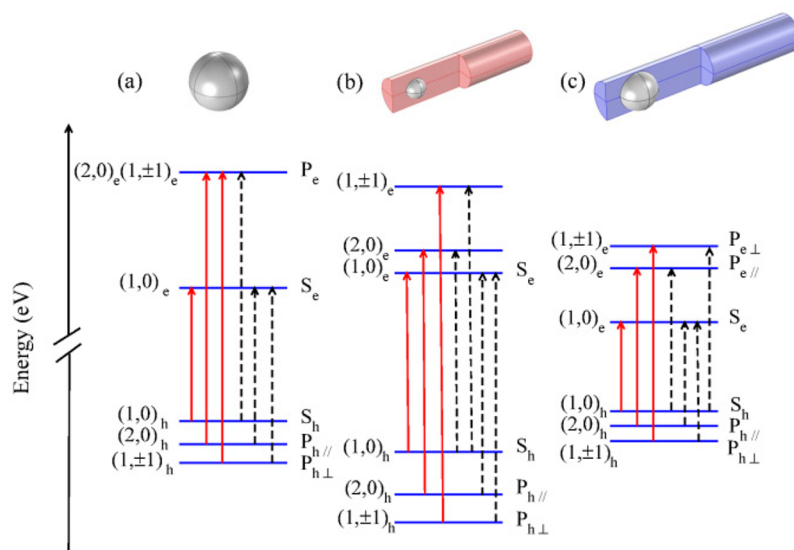 (a)
(b)
(c)
Energy (eV)
(2,0)e(1,±1)e
Pe
(1,0)e
Se
(1,0)h
Sh
(2,0)h
Ph//
(1,±1)h
Ph⊥
(1,±1)e
(2,0)e
(1,0)e
Se
(1,0)h
Sh
(2,0)h
Ph//
(1,±1)h
Ph⊥
(1,±1)e
Pe⊥
(2,0)e
Pe//
(1,0)e
Se
(1,0)h
Sh
(2,0)h
Ph//
(1,±1)h
Ph⊥